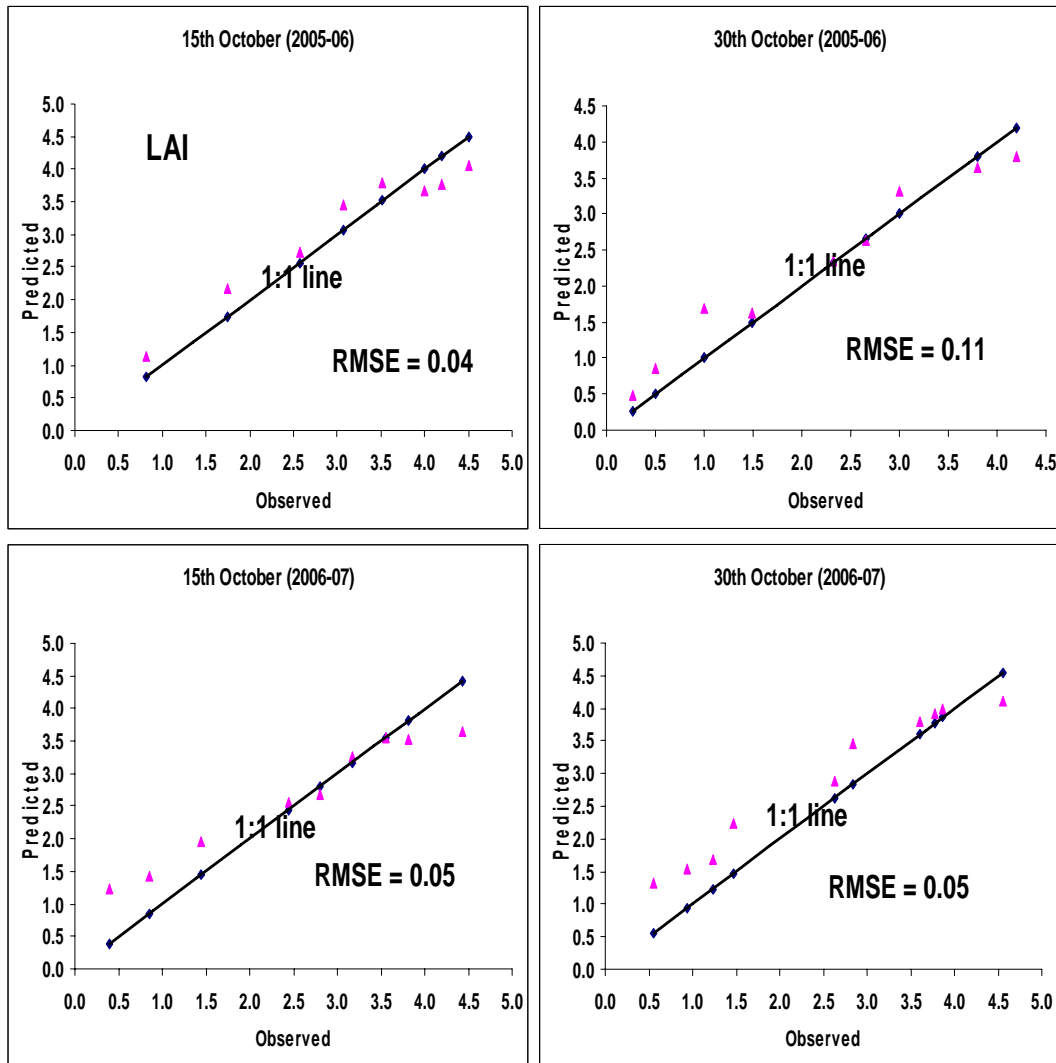 15th October (2005-06)
5.0
4.5
4.0
3.5
3.0
2.5
2.0
1.5
1.0
0.5
0.0
Predicted
LAI
1:1 line
RMSE = 0.04
0.0 0.5 1.0 1.5 2.0 2.5 3.0 3.5 4.0 4.5 5.0
Observed
30th October (2005-06)
4.5
4.0
3.5
3.0
2.5
2.0
1.5
1.0
0.5
0.0
Predicted
1:1 line
RMSE = 0.11
0.0 0.5 1.0 1.5 2.0 2.5 3.0 3.5 4.0 4.5
Observed
15th October (2006-07)
5.0
4.5
4.0
3.5
3.0
2.5
2.0
1.5
1.0
0.5
0.0
Predicted
1:1 line
RMSE = 0.05
0.0 0.5 1.0 1.5 2.0 2.5 3.0 3.5 4.0 4.5 5.0
Observed
30th October (2006-07)
5.0
4.5
4.0
3.5
3.0
2.5
2.0
1.5
1.0
0.5
0.0
Predicted
1:1 line
RMSE = 0.05
0.0 0.5 1.0 1.5 2.0 2.5 3.0 3.5 4.0 4.5 5.0
Observed